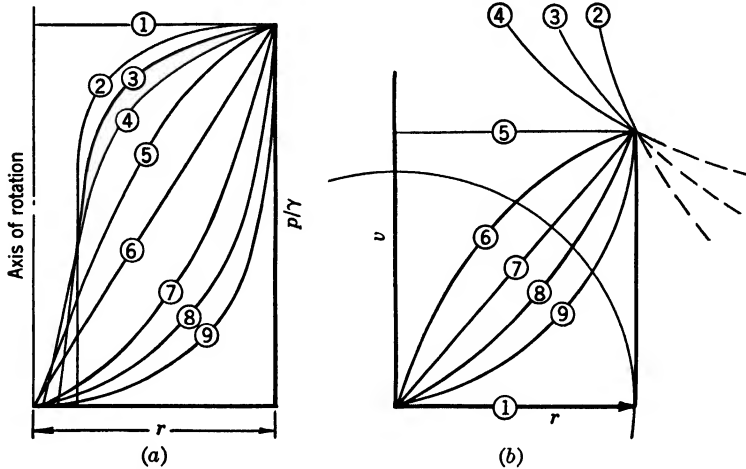 ①
②
③
④
⑤
⑥
⑦
⑧
⑨
Axis of rotation
p/γ
r
(a)
④
③
②
⑤
υ
⑥
⑦
⑧
⑨
①
r
(b)